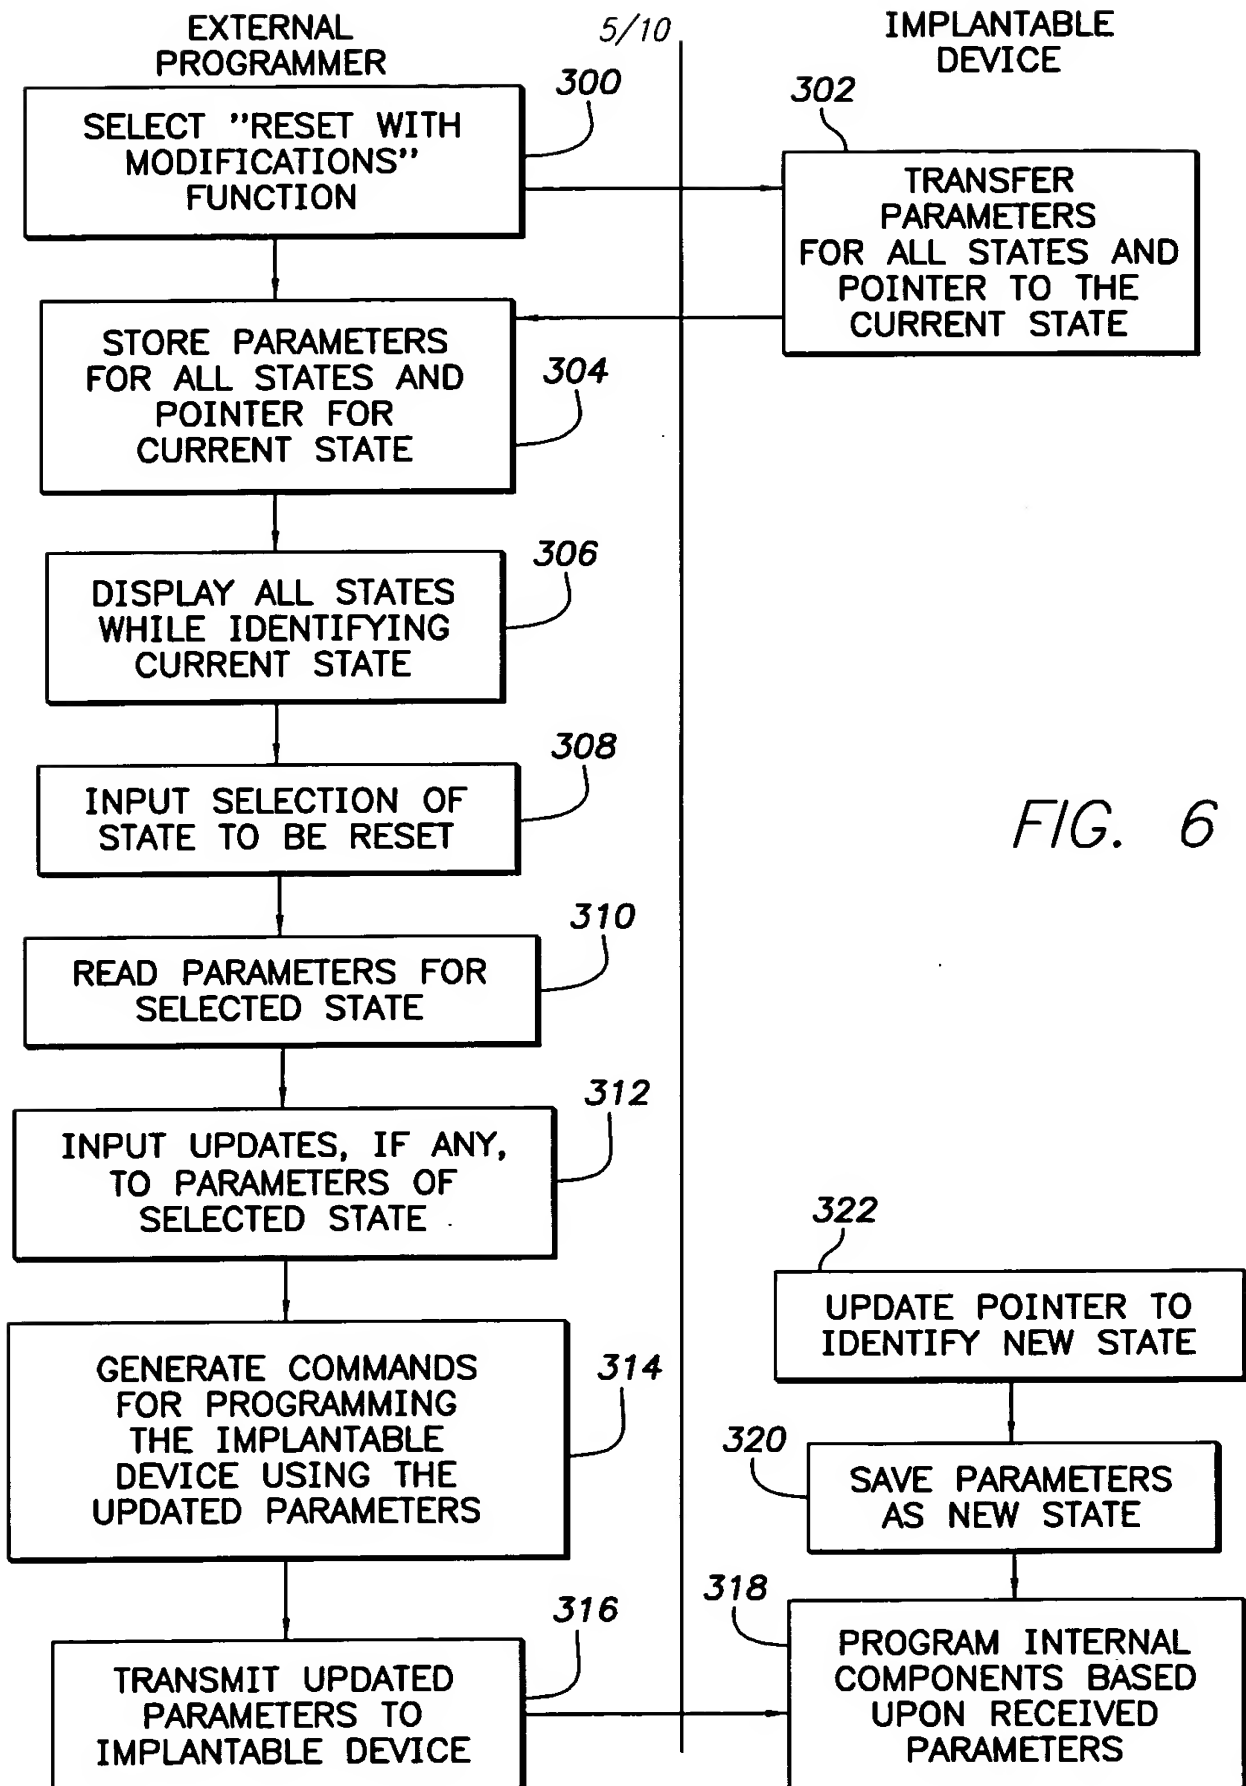 5/10
EXTERNAL
PROGRAMMER
IMPLANTABLE
DEVICE
300
SELECT "RESET WITH
MODIFICATIONS"
FUNCTION
302
TRANSFER
PARAMETERS
FOR ALL STATES AND
POINTER TO THE
CURRENT STATE
304
STORE PARAMETERS
FOR ALL STATES AND
POINTER FOR
CURRENT STATE
306
DISPLAY ALL STATES
WHILE IDENTIFYING
CURRENT STATE
308
INPUT SELECTION OF
STATE TO BE RESET
FIG. 6
310
READ PARAMETERS FOR
SELECTED STATE
312
INPUT UPDATES, IF ANY,
TO PARAMETERS OF
SELECTED STATE
314
GENERATE COMMANDS
FOR PROGRAMMING
THE IMPLANTABLE
DEVICE USING THE
UPDATED PARAMETERS
316
TRANSMIT UPDATED
PARAMETERS TO
IMPLANTABLE DEVICE
322
UPDATE POINTER TO
IDENTIFY NEW STATE
320
SAVE PARAMETERS
AS NEW STATE
318
PROGRAM INTERNAL
COMPONENTS BASED
UPON RECEIVED
PARAMETERS